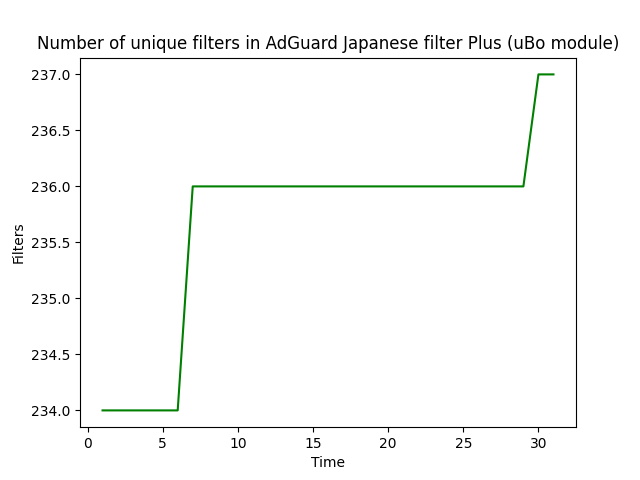 Number of unique filters in AdGuard Japanese filter Plus (uBo module)
237.0
236.5
236.0
235.5
235.0
234.5
234.0
Filters
0 5 10 15 20 25 30
Time